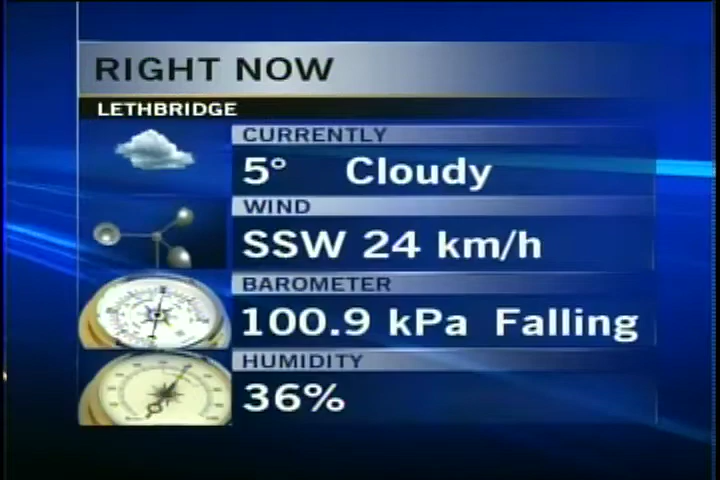 RIGHT NOW
LETHBRIDGE
CURRENTLY
5° Cloudy
WIND
SSW 24 km/h
BAROMETER
100.9 kPa Falling
HUMIDITY
36%